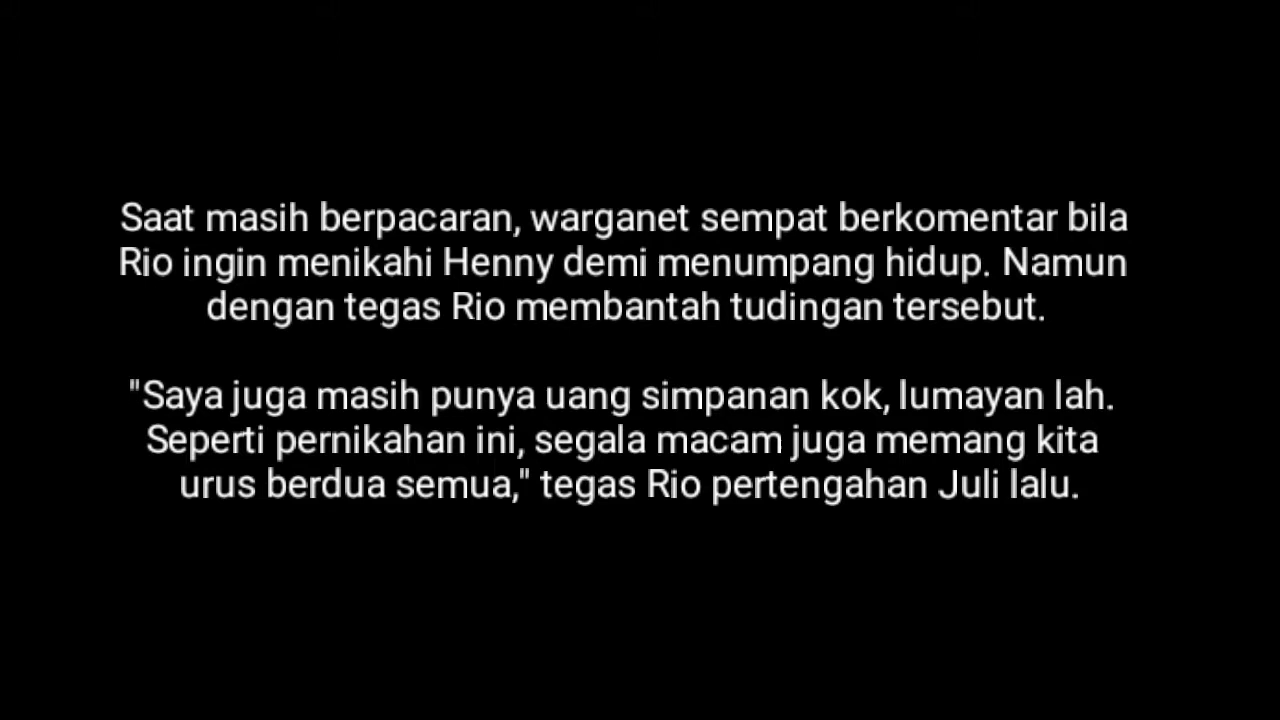 Saat masih berpacaran, warganet sempat berkomentar bila
Rio ingin menikahi Henny demi menumpang hidup. Namun
dengan tegas Rio membantah tudingan tersebut.
"Saya juga masih punya uang simpanan kok, lumayan lah.
Seperti pernikahan ini, segala macam juga memang kita
urus berdua semua," tegas Rio pertengahan Juli lalu.